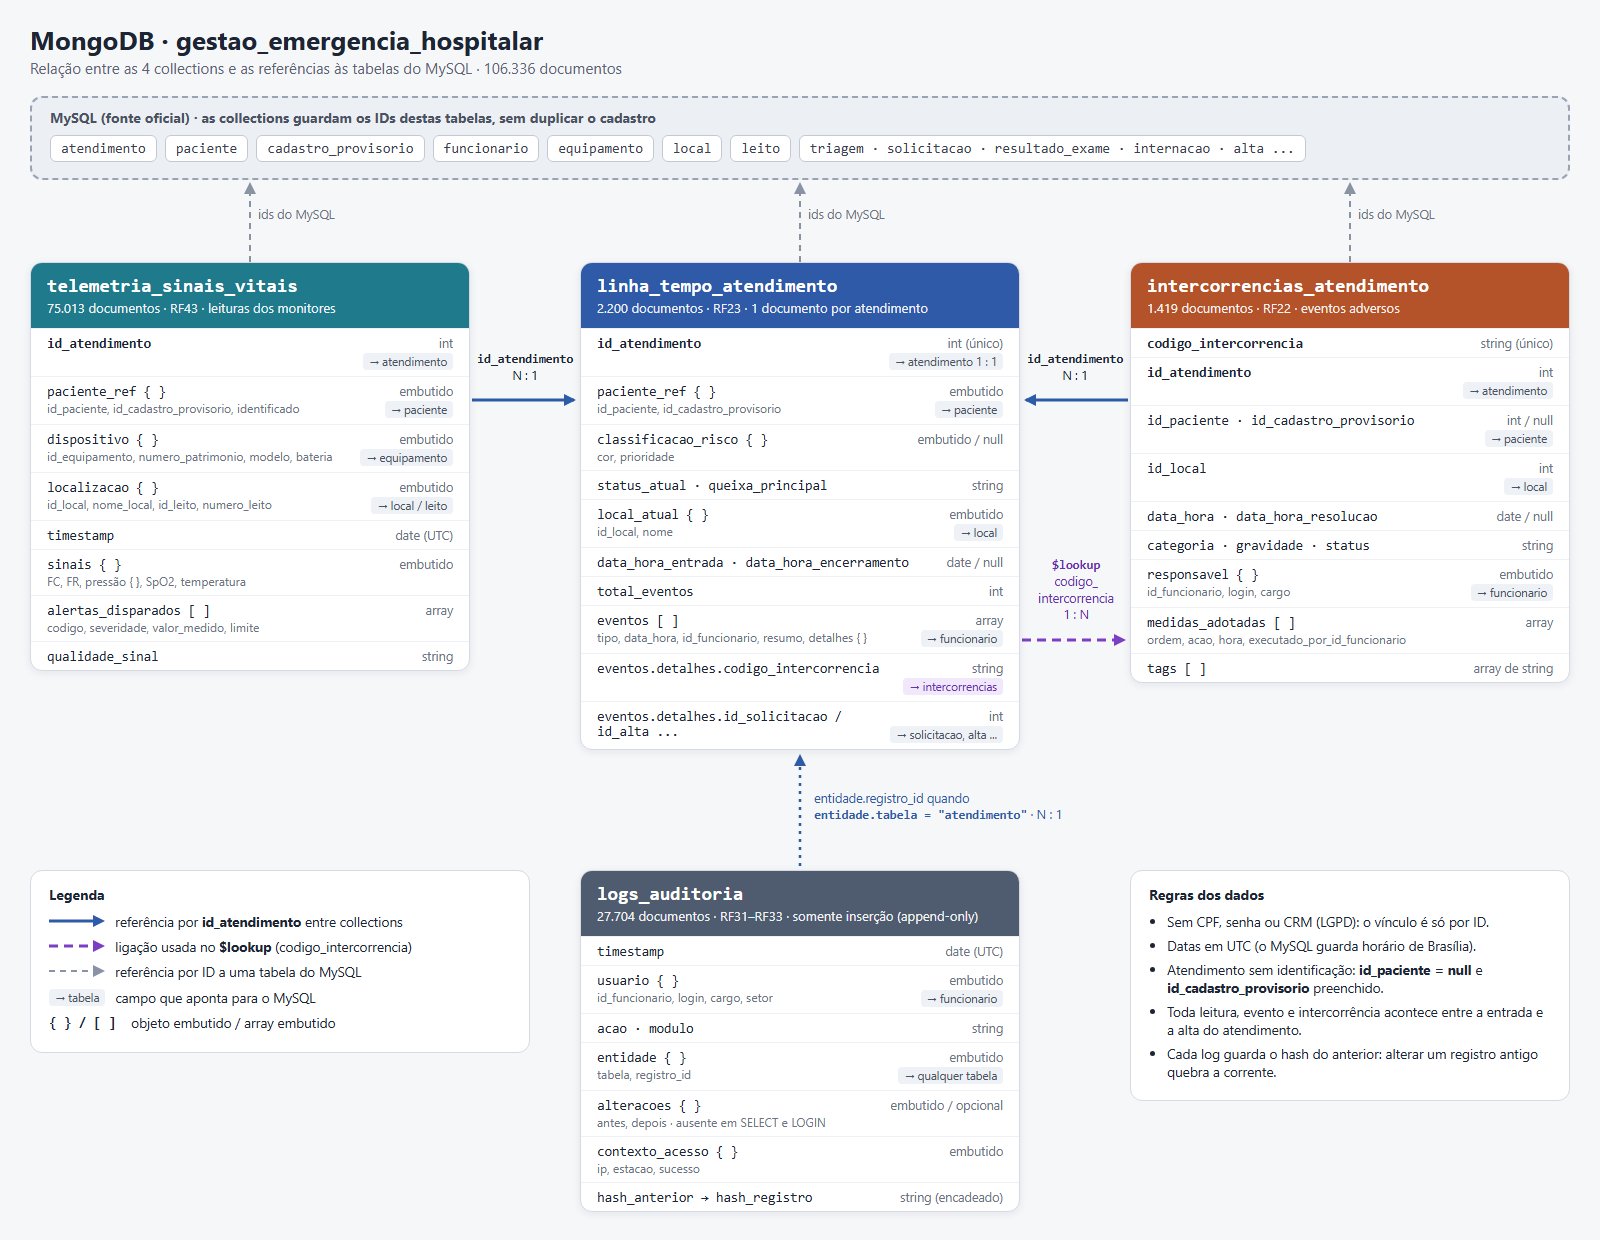 MongoDB · gestao_emergencia_hospitalar
Relação entre as 4 collections e as referências às tabelas do MySQL · 106.336 documentos
MySQL (fonte oficial) · as collections guardam os IDs destas tabelas, sem duplicar o cadastro
atendimento paciente cadastro_provisorio funcionario equipamento local leito triagem · solicitacao · resultado_exame · internacao · alta ...
ids do MySQL
ids do MySQL
ids do MySQL
telemetria_sinais_vitais
75.013 documentos · RF43 · leituras dos monitores
id_atendimento int
→ atendimento
paciente_ref { } embutido
id_paciente, id_cadastro_provisorio, identificado → paciente
dispositivo { } embutido
id_equipamento, numero_patrimonio, modelo, bateria → equipamento
localizacao { } embutido
id_local, nome_local, id_leito, numero_leito → local / leito
timestamp date (UTC)
sinais { } embutido
FC, FR, pressão { }, SpO2, temperatura
alertas_disparados [ ] array
codigo, severidade, valor_medido, limite
qualidade_sinal string
id_atendimento
N : 1
linha_tempo_atendimento
2.200 documentos · RF23 · 1 documento por atendimento
id_atendimento int (único)
→ atendimento 1 : 1
paciente_ref { } embutido
id_paciente, id_cadastro_provisorio → paciente
classificacao_risco { } embutido / null
cor, prioridade
status_atual · queixa_principal string
local_atual { } embutido
id_local, nome → local
data_hora_entrada · data_hora_encerramento date / null
total_eventos int
eventos [ ] array
tipo, data_hora, id_funcionario, resumo, detalhes { } → funcionario
eventos.detalhes.codigo_intercorrencia string
→ intercorrencias
eventos.detalhes.id_solicitacao / int
id_alta ... → solicitacao, alta ...
id_atendimento
N : 1
$lookup
codigo_
intercorrencia
1 : N
intercorrencias_atendimento
1.419 documentos · RF22 · eventos adversos
codigo_intercorrencia string (único)
id_atendimento int
→ atendimento
id_paciente · id_cadastro_provisorio int / null
→ paciente
id_local int
→ local
data_hora · data_hora_resolucao date / null
categoria · gravidade · status string
responsavel { } embutido
id_funcionario, login, cargo → funcionario
medidas_adotadas [ ] array
ordem, acao, hora, executado_por_id_funcionario
tags [ ] array de string
entidade.registro_id quando
entidade.tabela = "atendimento" · N : 1
Legenda
referência por id_atendimento entre collections
ligação usada no $lookup (codigo_intercorrencia)
referência por ID a uma tabela do MySQL
→ tabela campo que aponta para o MySQL
{ } / [ ] objeto embutido / array embutido
logs_auditoria
27.704 documentos · RF31–RF33 · somente inserção (append-only)
timestamp date (UTC)
usuario { } embutido
id_funcionario, login, cargo, setor → funcionario
acao · modulo string
entidade { } embutido
tabela, registro_id → qualquer tabela
alteracoes { } embutido / opcional
antes, depois · ausente em SELECT e LOGIN
contexto_acesso { } embutido
ip, estacao, sucesso
hash_anterior → hash_registro string (encadeado)
Regras dos dados
• Sem CPF, senha ou CRM (LGPD): o vínculo é só por ID.
• Datas em UTC (o MySQL guarda horário de Brasília).
• Atendimento sem identificação: id_paciente = null e
id_cadastro_provisorio preenchido.
• Toda leitura, evento e intercorrência acontece entre a entrada e
a alta do atendimento.
• Cada log guarda o hash do anterior: alterar um registro antigo
quebra a corrente.